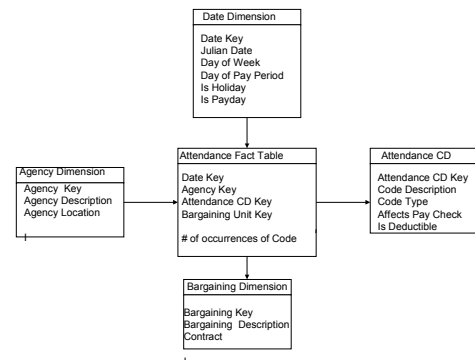 Date Dimension
Date Key
Julian Date
Day of Week
Day of Pay Period
Is Holiday
Is Payday
Agency Dimension
Agency Key
Agency Description
Agency Location
Attendance Fact Table
Date Key
Agency Key
Attendance CD Key
Bargaining Unit Key
# of occurrences of Code
Attendance CD
Attendance CD Key
Code Description
Code Type
Affects Pay Check
Is Deductible
Bargaining Dimension
Bargaining Key
Bargaining Description
Contract